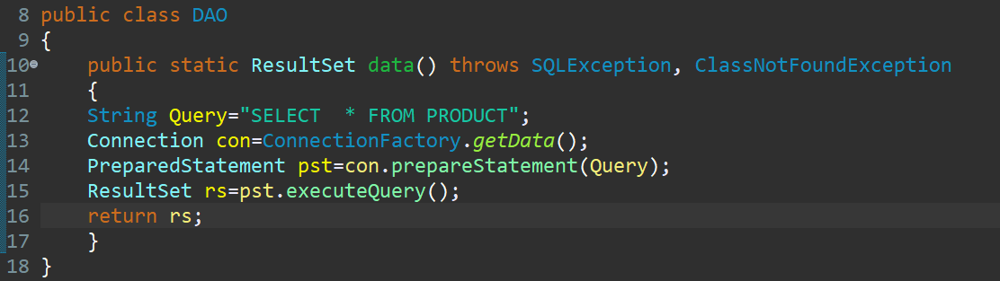 8 public class DAO
9 {
10 public static ResultSet data() throws SQLException, ClassNotFoundException
11 {
12 String Query="SELECT  * FROM PRODUCT";
13 Connection con=ConnectionFactory.getData();
14 PreparedStatement pst=con.prepareStatement(Query);
15 ResultSet rs=pst.executeQuery();
16 return rs;
17 }
18 }